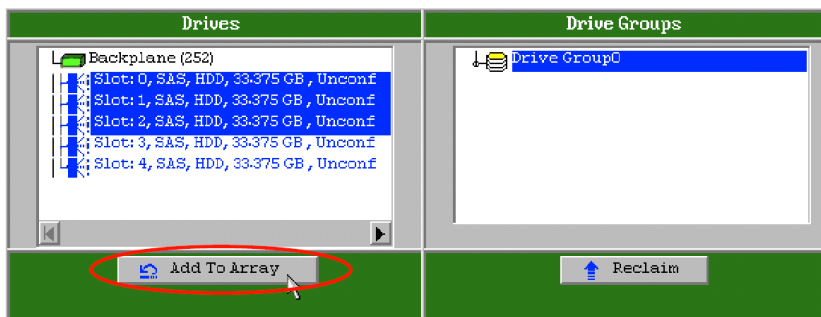 Drives
Backplane (252)
Slot: 0, SAS, HDD, 33.375 GB , Unconf
Slot: 1, SAS, HDD, 33.375 GB , Unconf
Slot: 2, SAS, HDD, 33.375 GB , Unconf
Slot: 3, SAS, HDD, 33.375 GB , Unconf
Slot: 4, SAS, HDD, 33.375 GB , Unconf
Add To Array
Drive Groups
Drive Group0
Reclaim